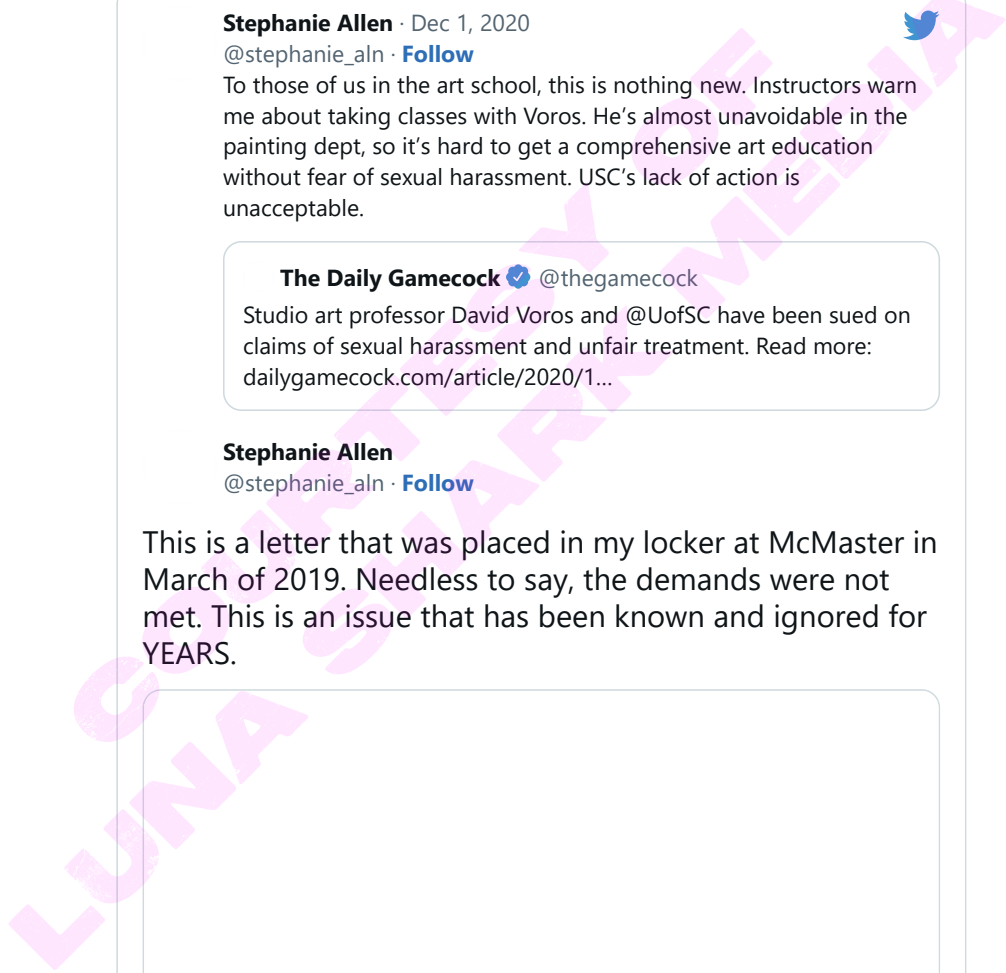 Stephanie Allen · Dec 1, 2020
@stephanie_aln · Follow
To those of us in the art school, this is nothing new. Instructors warn
me about taking classes with Voros. He’s almost unavoidable in the
painting dept, so it’s hard to get a comprehensive art education
without fear of sexual harassment. USC’s lack of action is
unacceptable.
The Daily Gamecock @thegamecock
Studio art professor David Voros and @UofSC have been sued on
claims of sexual harassment and unfair treatment. Read more:
dailygamecock.com/article/2020/1…
Stephanie Allen
@stephanie_aln · Follow
This is a letter that was placed in my locker at McMaster in
March of 2019. Needless to say, the demands were not
met. This is an issue that has been known and ignored for
YEARS.
COURTESY OF
LUNA SHARK MEDIA